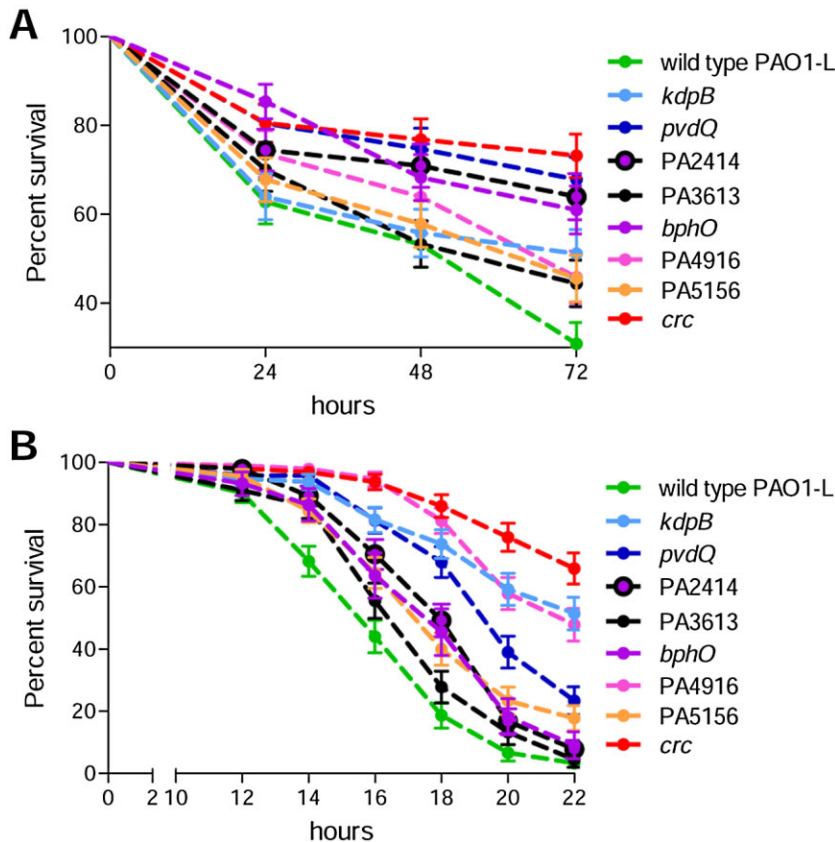 A
Percent survival
100
80
60
40
0
24
48
72
hours
wild type PAO1-L
kdpB
pvdQ
PA2414
PA3613
bphO
PA4916
PA5156
crc
B
Percent survival
100
80
60
40
20
0
0
2
10
12
14
16
18
20
22
hours
wild type PAO1-L
kdpB
pvdQ
PA2414
PA3613
bphO
PA4916
PA5156
crc